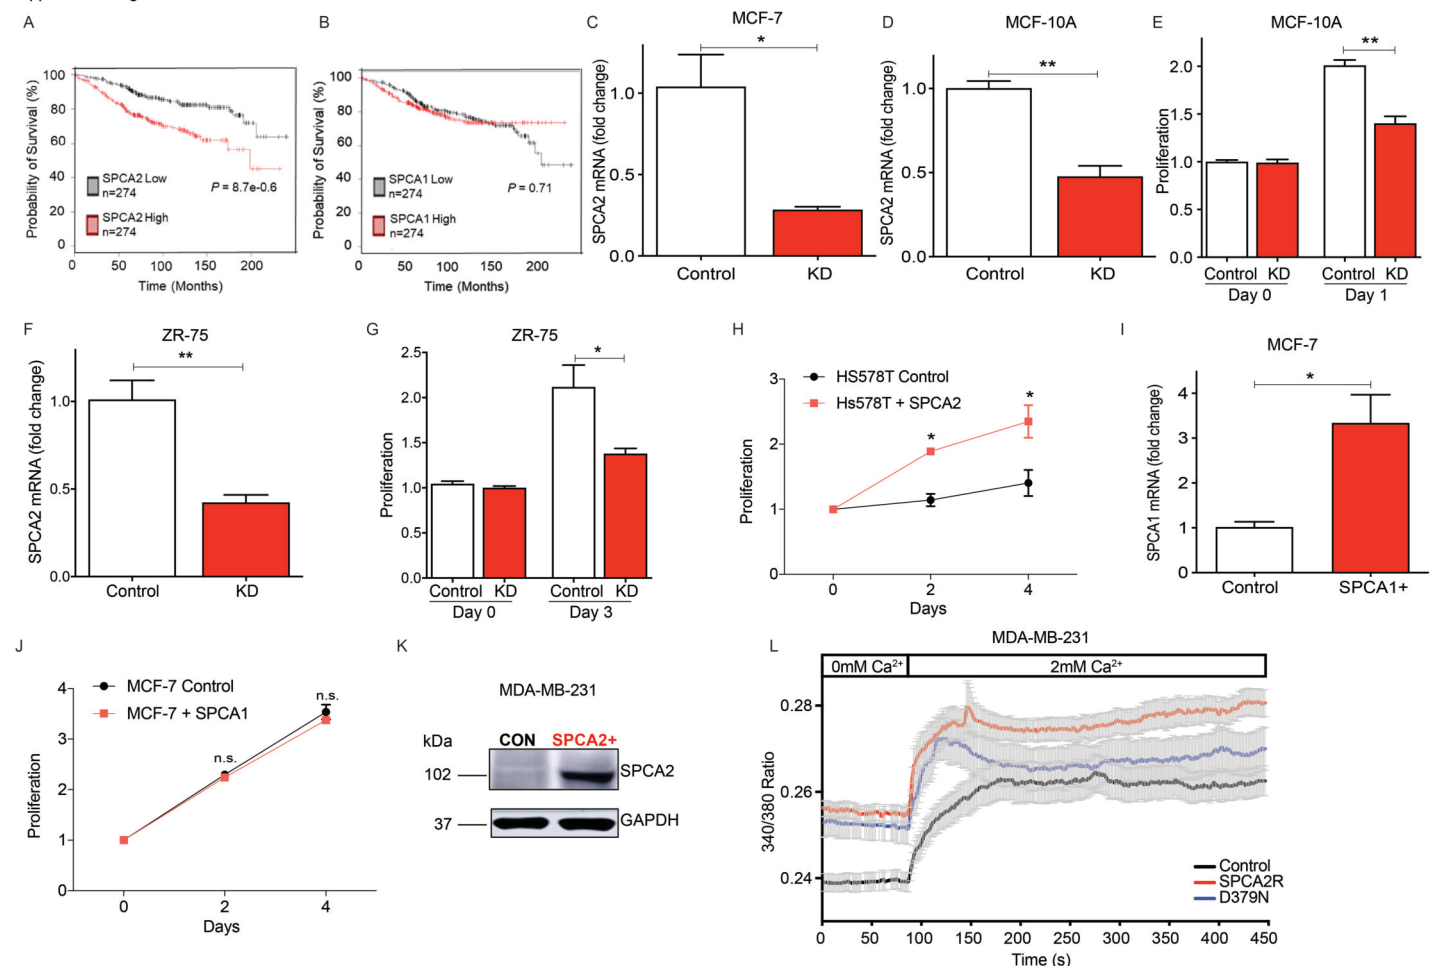 A
Probability of Survival (%)
100
80
60
40
20
0
SPCA2 Low
n=274
SPCA2 High
n=274
P = 8.7e-0.6
0 50 100 150 200
Time (Months)
B
Probability of Survival (%)
100
80
60
40
20
0
SPCA1 Low
n=274
SPCA1 High
n=274
P = 0.71
0 50 100 150 200
Time (Months)
C
MCF-7
SPCA2 mRNA (fold change)
*
1.0
0.5
0.0
Control KD
D
MCF-10A
SPCA2 mRNA (fold change)
**
1.0
0.5
0.0
Control KD
E
MCF-10A
Proliferation
**
2.0
1.5
1.0
0.5
0.0
Control KD Control KD
Day 0 Day 1
F
ZR-75
SPCA2 mRNA (fold change)
**
1.0
0.5
0.0
Control KD
G
ZR-75
Proliferation
*
2.5
2.0
1.5
1.0
0.5
0.0
Control KD Control KD
Day 0 Day 3
H
HS578T Control
Hs578T + SPCA2
Proliferation
3
2
1
0
* *
0 2 4
Days
I
MCF-7
SPCA1 mRNA (fold change)
*
4
3
2
1
0
Control SPCA1+
J
MCF-7 Control
MCF-7 + SPCA1
Proliferation
4
3
2
1
0
n.s. n.s.
0 2 4
Days
K
MDA-MB-231
kDa CON SPCA2+
102 SPCA2
37 GAPDH
L
MDA-MB-231
0mM Ca²⁺ 2mM Ca²⁺
340/380 Ratio
0.28
0.26
0.24
Control
SPCA2R
D379N
0 50 100 150 200 250 300 350 400 450
Time (s)